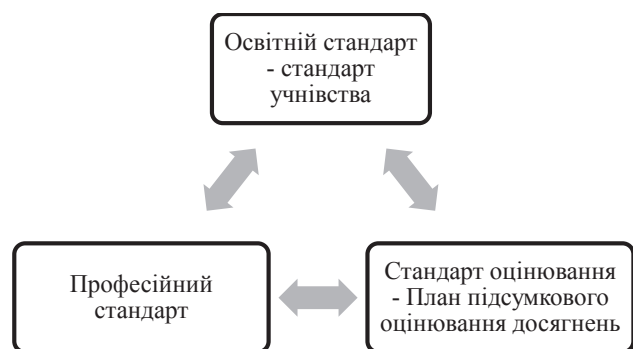 Освітній стандарт
- стандарт
учнівства
Професійний
стандарт
Стандарт оцінювання
- План підсумкового
оцінювання досягнень